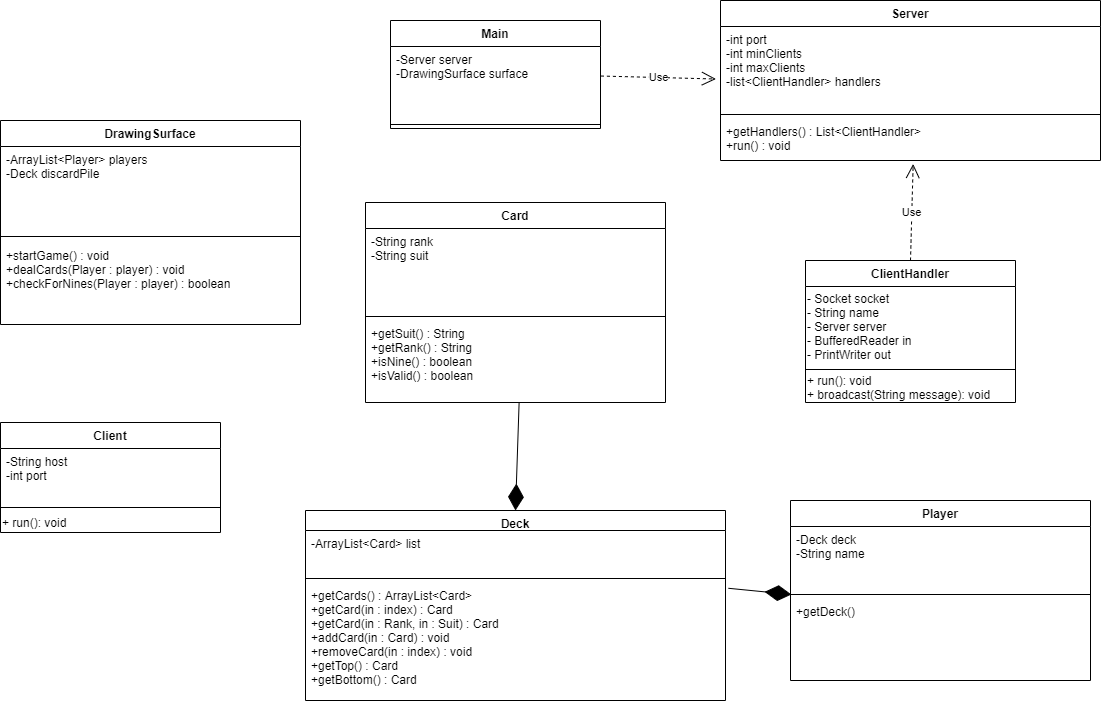 Main
-Server server
-DrawingSurface surface
Use
Server
-int port
-int minClients
-int maxClients
-list<ClientHandler> handlers
+getHandlers() : List<ClientHandler>
+run() : void
DrawingSurface
-ArrayList<Player> players
-Deck discardPile
+startGame() : void
+dealCards(Player : player) : void
+checkForNines(Player : player) : boolean
Card
-String rank
-String suit
+getSuit() : String
+getRank() : String
+isNine() : boolean
+isValid() : boolean
Use
ClientHandler
- Socket socket
- String name
- Server server
- BufferedReader in
- PrintWriter out
+ run(): void
+ broadcast(String message): void
Client
-String host
-int port
+ run(): void
Deck
-ArrayList<Card> list
+getCards() : ArrayList<Card>
+getCard(in : index) : Card
+getCard(in : Rank, in : Suit) : Card
+addCard(in : Card) : void
+removeCard(in : index) : void
+getTop() : Card
+getBottom() : Card
Player
-Deck deck
-String name
+getDeck()